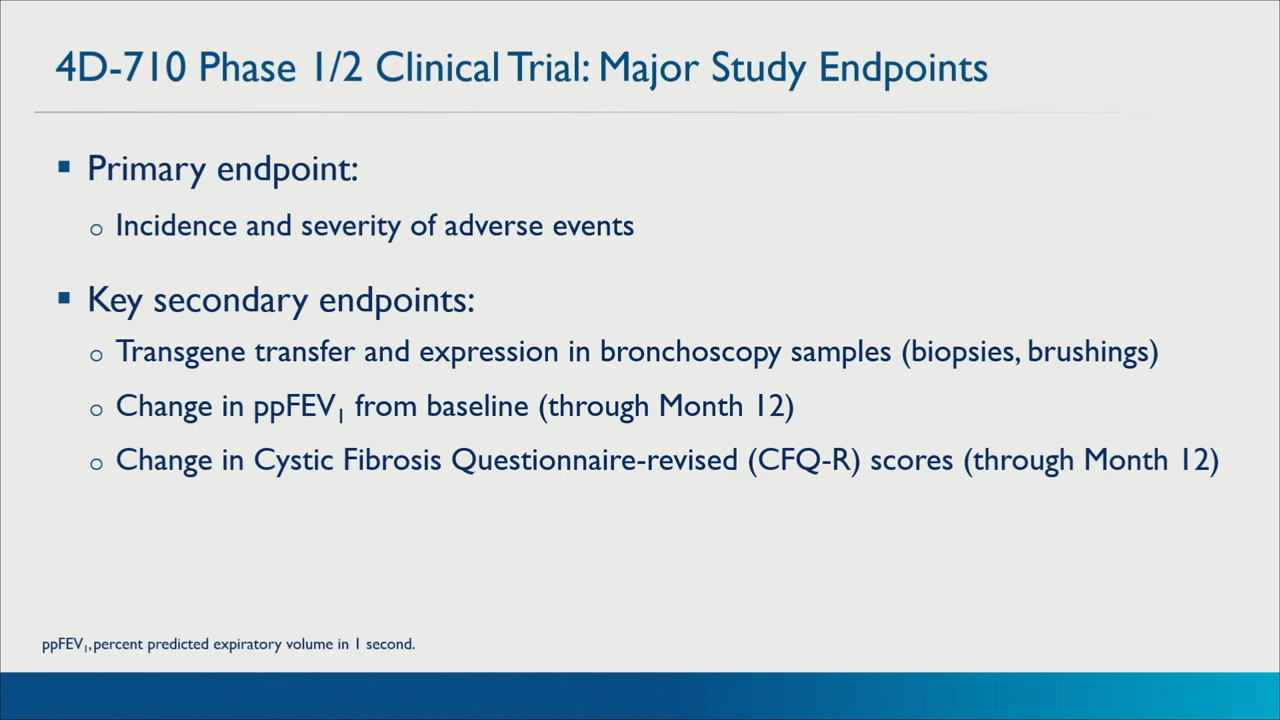 4D-710 Phase 1/2 Clinical Trial: Major Study Endpoints
▪ Primary endpoint:
o Incidence and severity of adverse events
▪ Key secondary endpoints:
o Transgene transfer and expression in bronchoscopy samples (biopsies, brushings)
o Change in ppFEV₁ from baseline (through Month 12)
o Change in Cystic Fibrosis Questionnaire-revised (CFQ-R) scores (through Month 12)
ppFEV₁, percent predicted expiratory volume in 1 second.